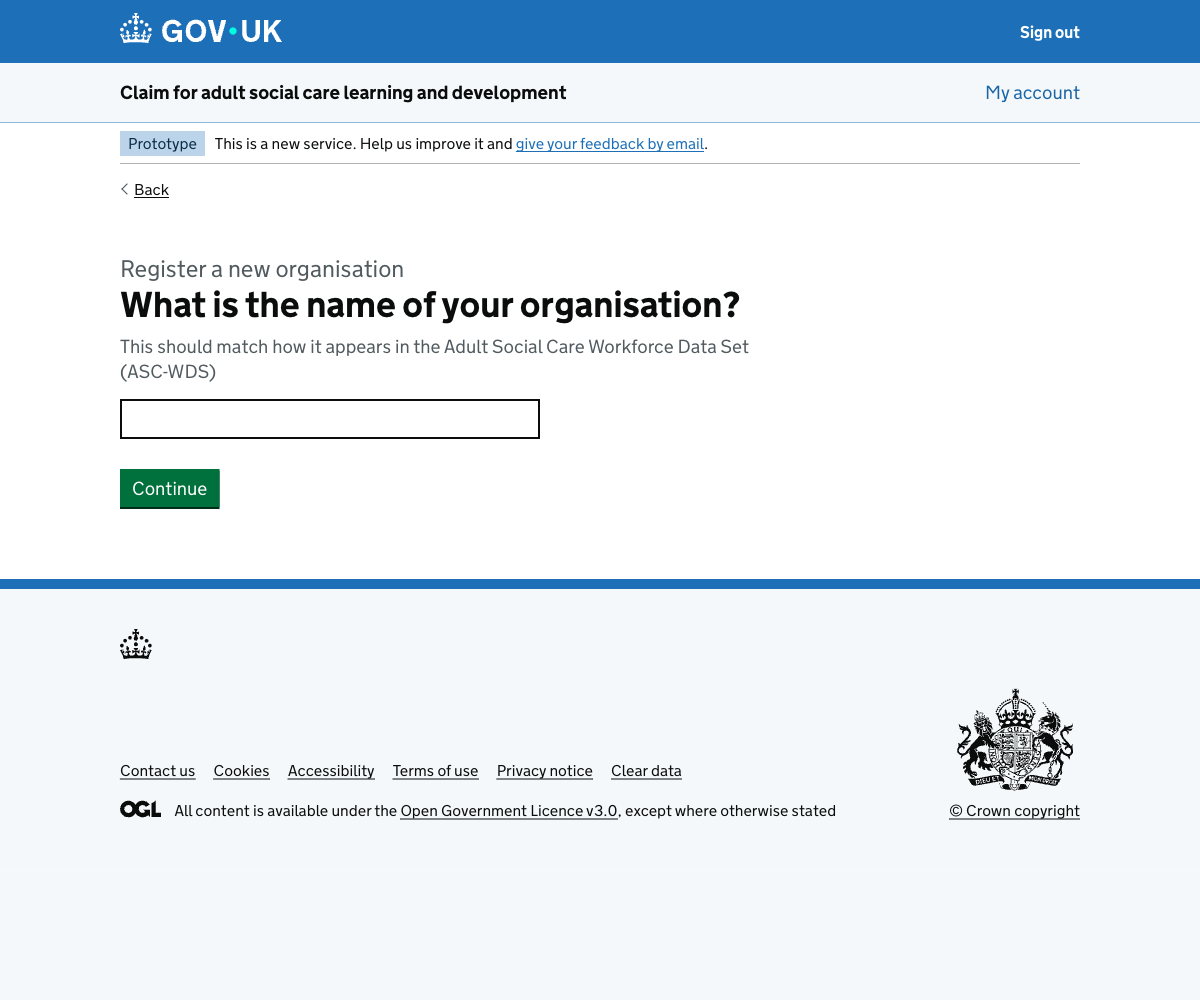 GOV•UK
Sign out
Claim for adult social care learning and development
My account
Prototype
This is a new service. Help us improve it and give your feedback by email.
Back
Register a new organisation
What is the name of your organisation?
This should match how it appears in the Adult Social Care Workforce Data Set
(ASC-WDS)
Continue
Contact us
Cookies
Accessibility
Terms of use
Privacy notice
Clear data
OGL
All content is available under the Open Government Licence v3.0, except where otherwise stated
© Crown copyright